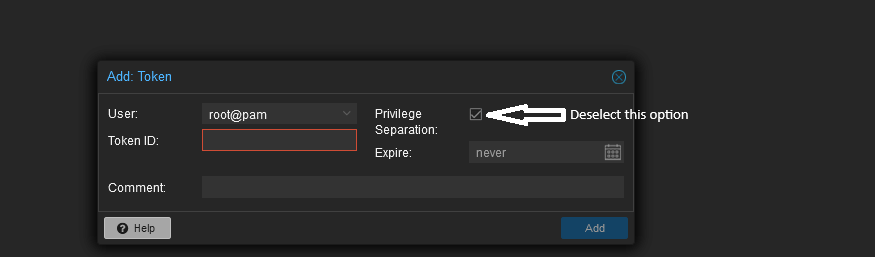 Add: Token
User:
root@pam
Privilege
Separation:
Deselect this option
Token ID:
Expire:
never
Comment:
Help
Add